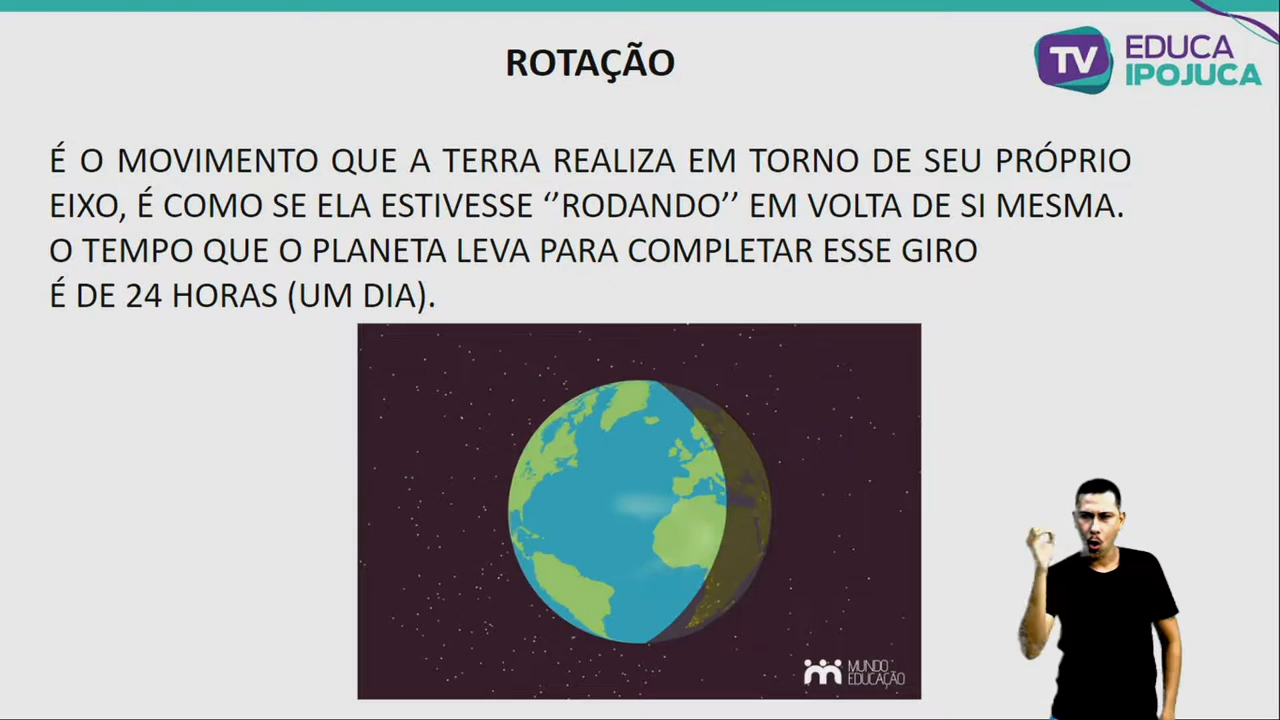 ROTAÇÃO
TV EDUCA
IPOJUCA
É O MOVIMENTO QUE A TERRA REALIZA EM TORNO DE SEU PRÓPRIO
EIXO, É COMO SE ELA ESTIVESSE ‘’RODANDO’’ EM VOLTA DE SI MESMA.
O TEMPO QUE O PLANETA LEVA PARA COMPLETAR ESSE GIRO
É DE 24 HORAS (UM DIA).
MUNDO
EDUCAÇÃO